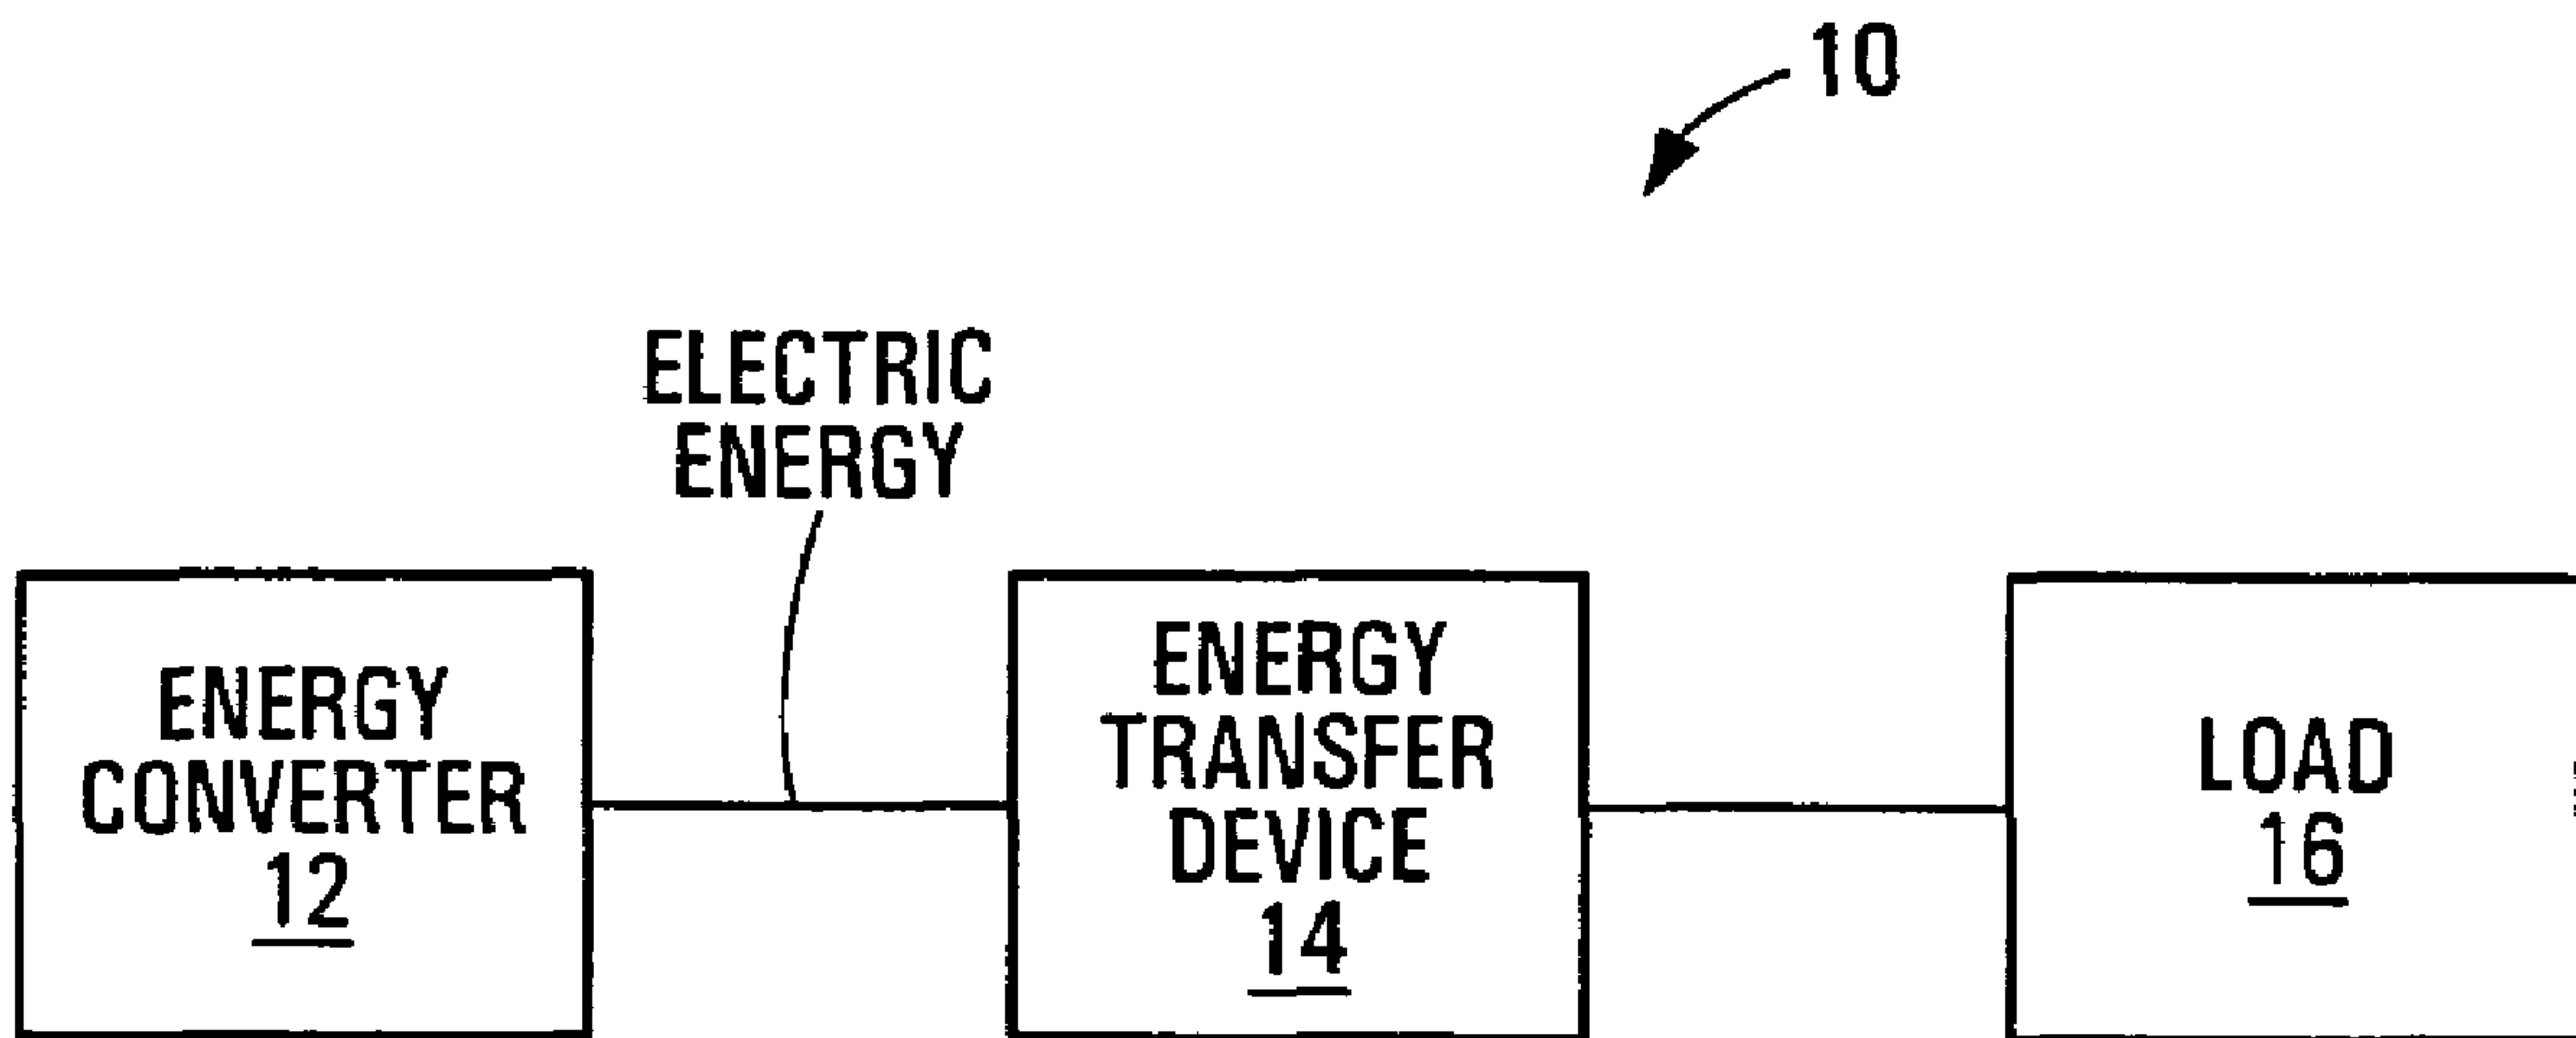 10
ELECTRIC
ENERGY
ENERGY
CONVERTER
12
ENERGY
TRANSFER
DEVICE
14
LOAD
16